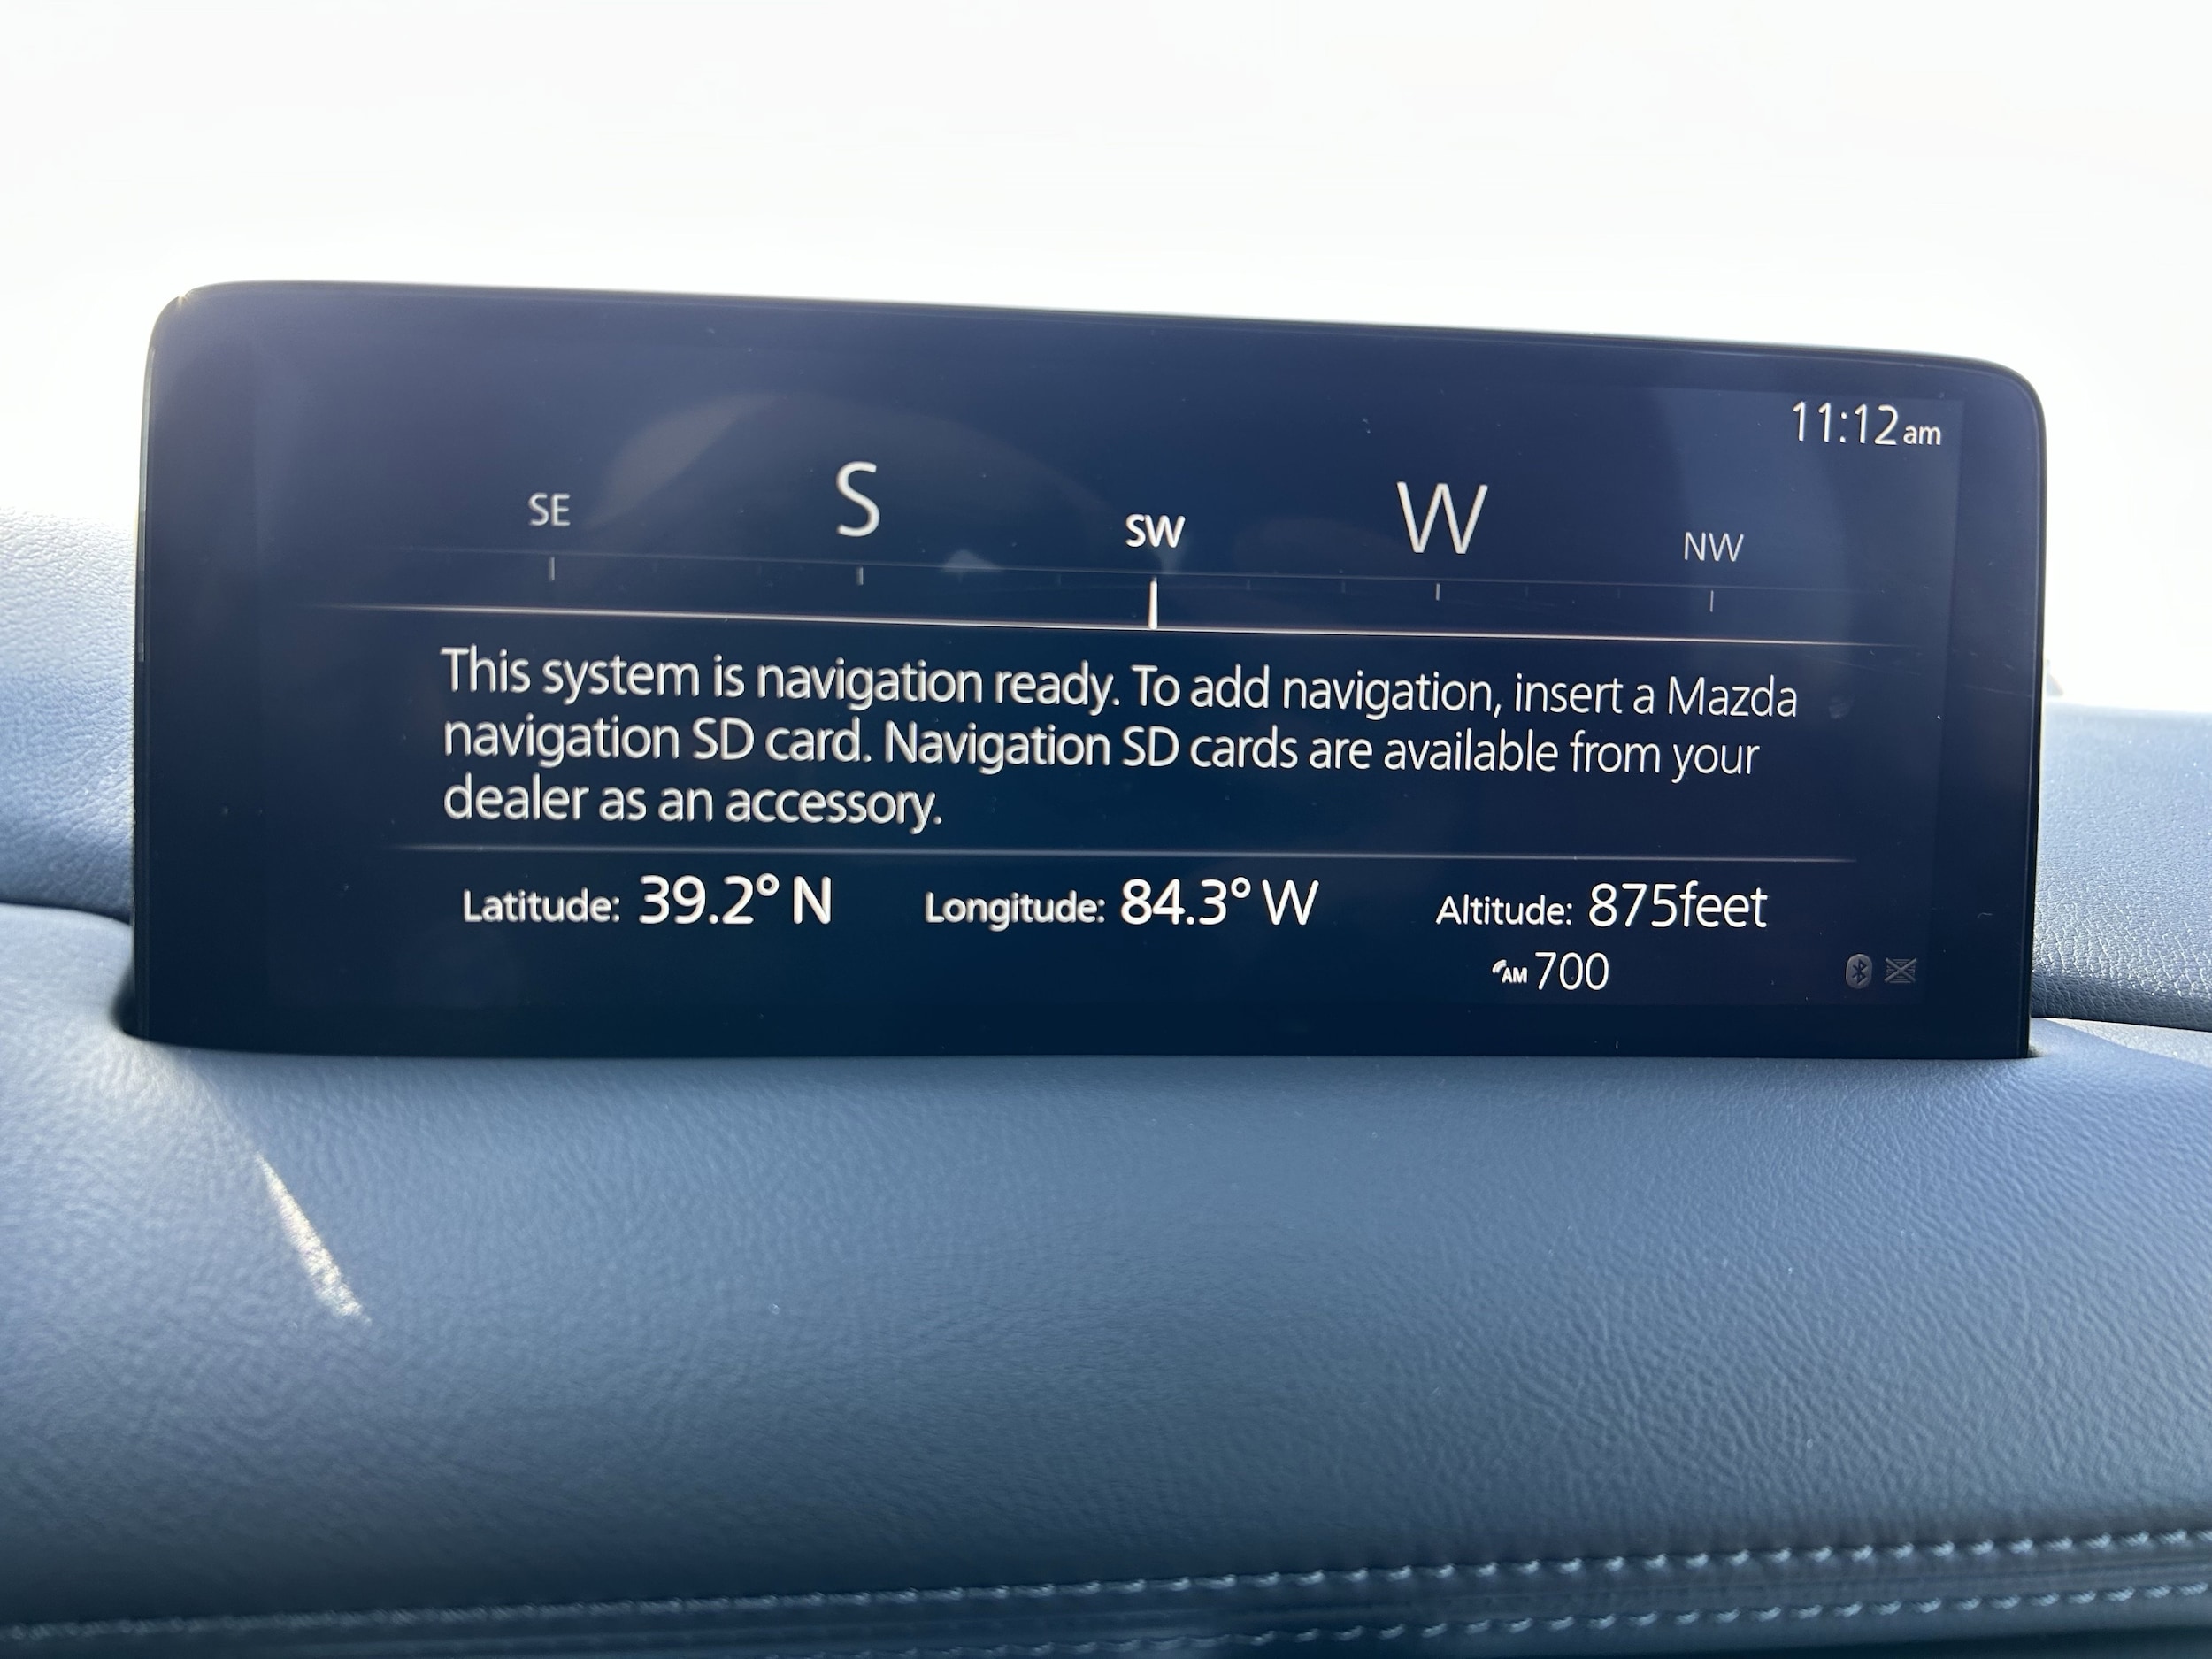 11:12am
SE S SW W NW
This system is navigation ready. To add navigation, insert a Mazda
navigation SD card. Navigation SD cards are available from your
dealer as an accessory.
Latitude: 39.2° N Longitude: 84.3° W Altitude: 875feet
AM 700